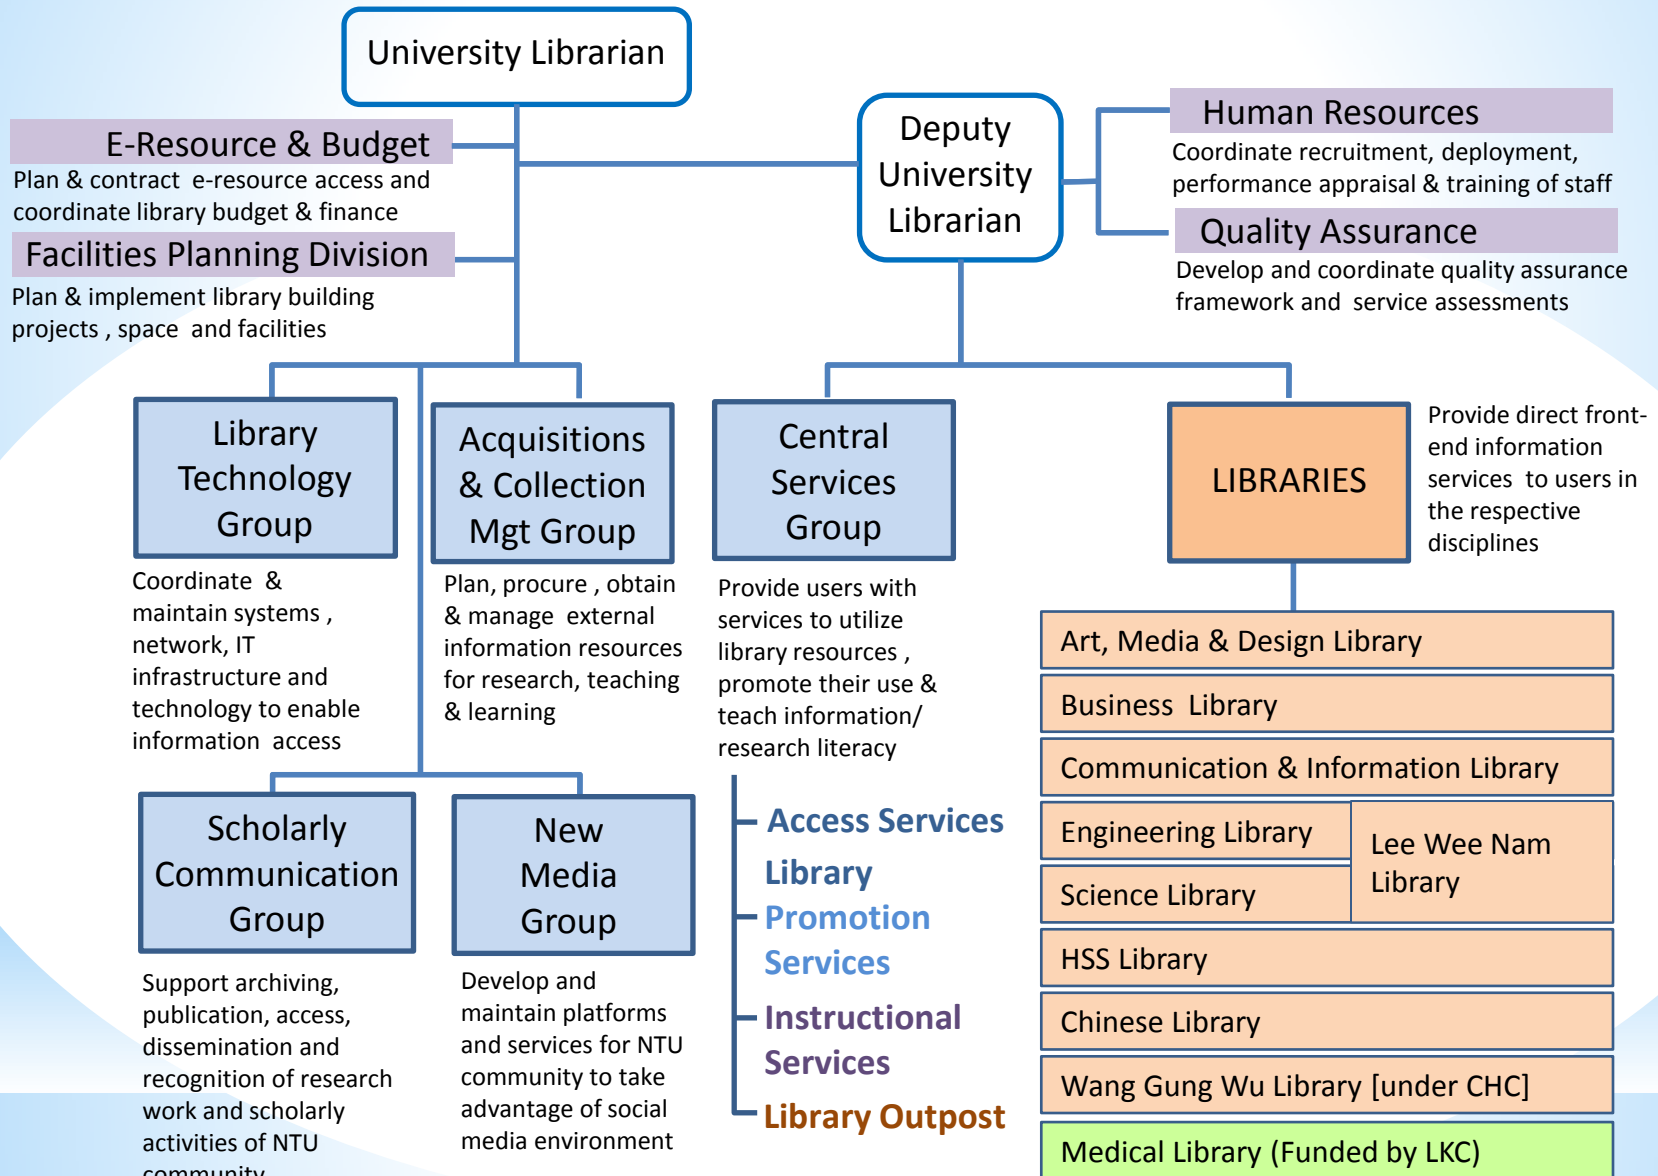 University Librarian
E-Resource & Budget
Plan & contract e-resource access and
coordinate library budget & finance
Facilities Planning Division
Plan & implement library building
projects , space and facilities
Deputy
University
Librarian
Human Resources
Coordinate recruitment, deployment,
performance appraisal & training of staff
Quality Assurance
Develop and coordinate quality assurance
framework and service assessments
Library
Technology
Group
Coordinate &
maintain systems ,
network, IT
infrastructure and
technology to enable
information access
Acquisitions
& Collection
Mgt Group
Plan, procure , obtain
& manage external
information resources
for research, teaching
& learning
Scholarly
Communication
Group
Support archiving,
publication, access,
dissemination and
recognition of research
work and scholarly
activities of NTU
community
New
Media
Group
Develop and
maintain platforms
and services for NTU
community to take
advantage of social
media environment
Central
Services
Group
Provide users with
services to utilize
library resources ,
promote their use &
teach information/
research literacy
Access Services
Library
Promotion
Services
Instructional
Services
Library Outpost
LIBRARIES
Provide direct front-
end information
services to users in
the respective
disciplines
Art, Media & Design Library
Business Library
Communication & Information Library
Engineering Library
Science Library
Lee Wee Nam
Library
HSS Library
Chinese Library
Wang Gung Wu Library [under CHC]
Medical Library (Funded by LKC)